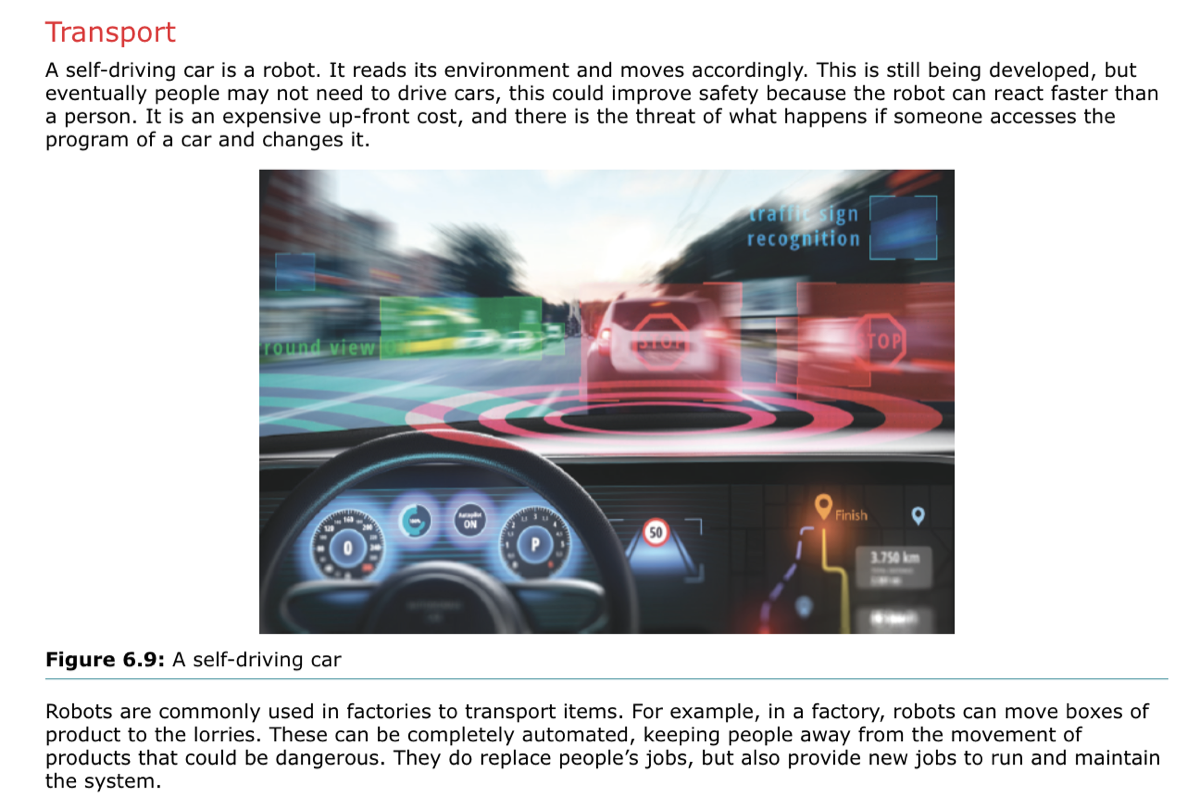 Transport
A self-driving car is a robot. It reads its environment and moves accordingly. This is still being developed, but
eventually people may not need to drive cars, this could improve safety because the robot can react faster than
a person. It is an expensive up-front cost, and there is the threat of what happens if someone accesses the
program of a car and changes it.
traffic sign
recognition
round view
STOP
TOP
Autopilot
ON
0
P
50
Finish
3.750 km
Figure 6.9: A self-driving car
Robots are commonly used in factories to transport items. For example, in a factory, robots can move boxes of
product to the lorries. These can be completely automated, keeping people away from the movement of
products that could be dangerous. They do replace people’s jobs, but also provide new jobs to run and maintain
the system.